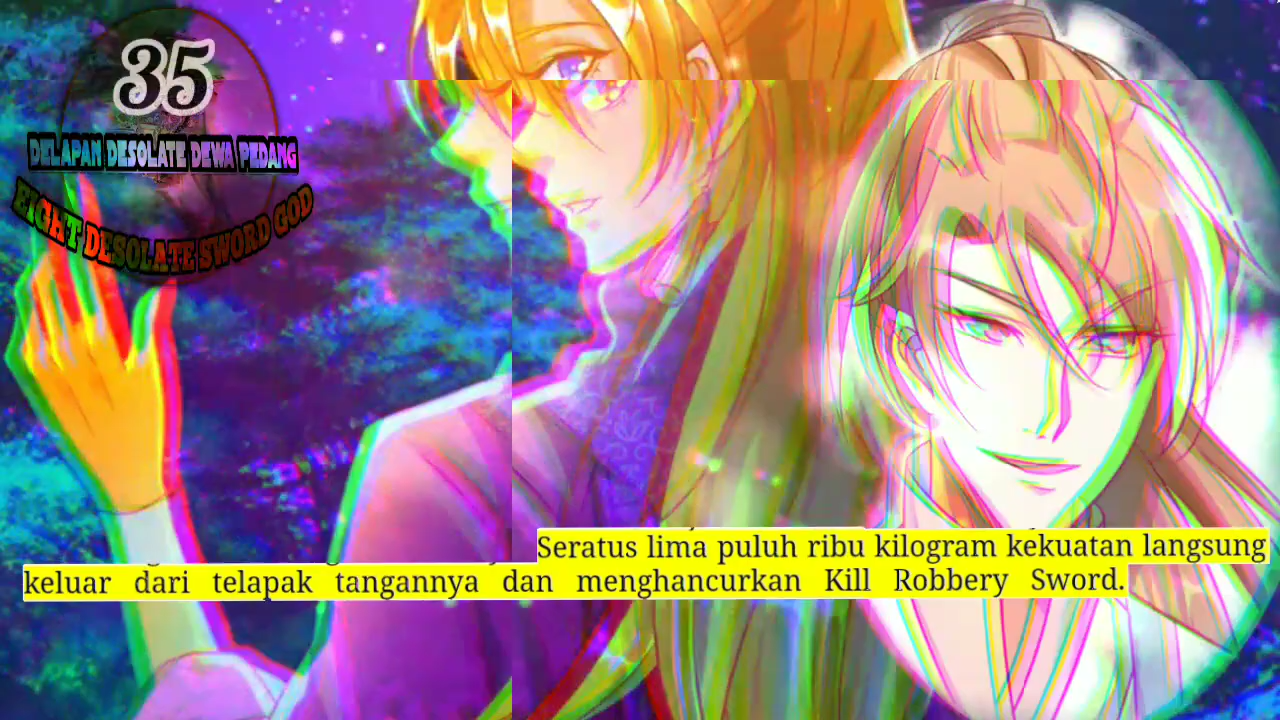 35
DELAPAN DESOLATE DEWA PEDANG
EIGHT DESOLATE SWORD GOD
Seratus lima puluh ribu kilogram kekuatan langsung
keluar dari telapak tangannya dan menghancurkan Kill Robbery Sword.